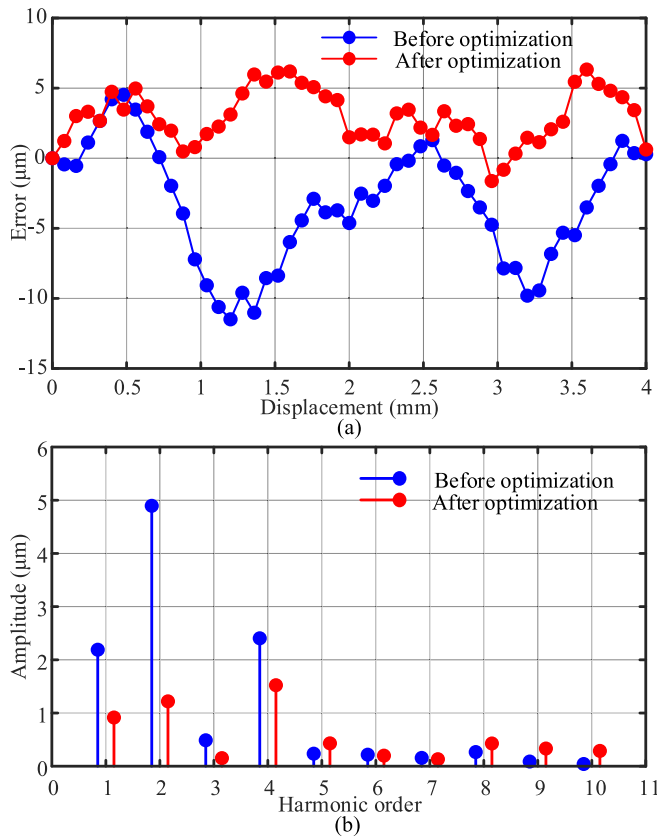 10
5
0
-5
-10
-15
Error (μm)
Before optimization
After optimization
0 0.5 1 1.5 2 2.5 3 3.5 4
Displacement (mm)
(a)
6
5
4
3
2
1
0
Amplitude (μm)
Before optimization
After optimization
0 1 2 3 4 5 6 7 8 9 10 11
Harmonic order
(b)